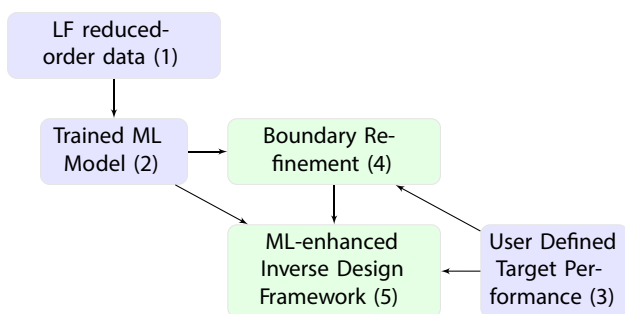 LF reduced-
order data (1)
Trained ML
Model (2)
Boundary Re-
finement (4)
ML-enhanced
Inverse Design
Framework (5)
User Defined
Target Per-
formance (3)